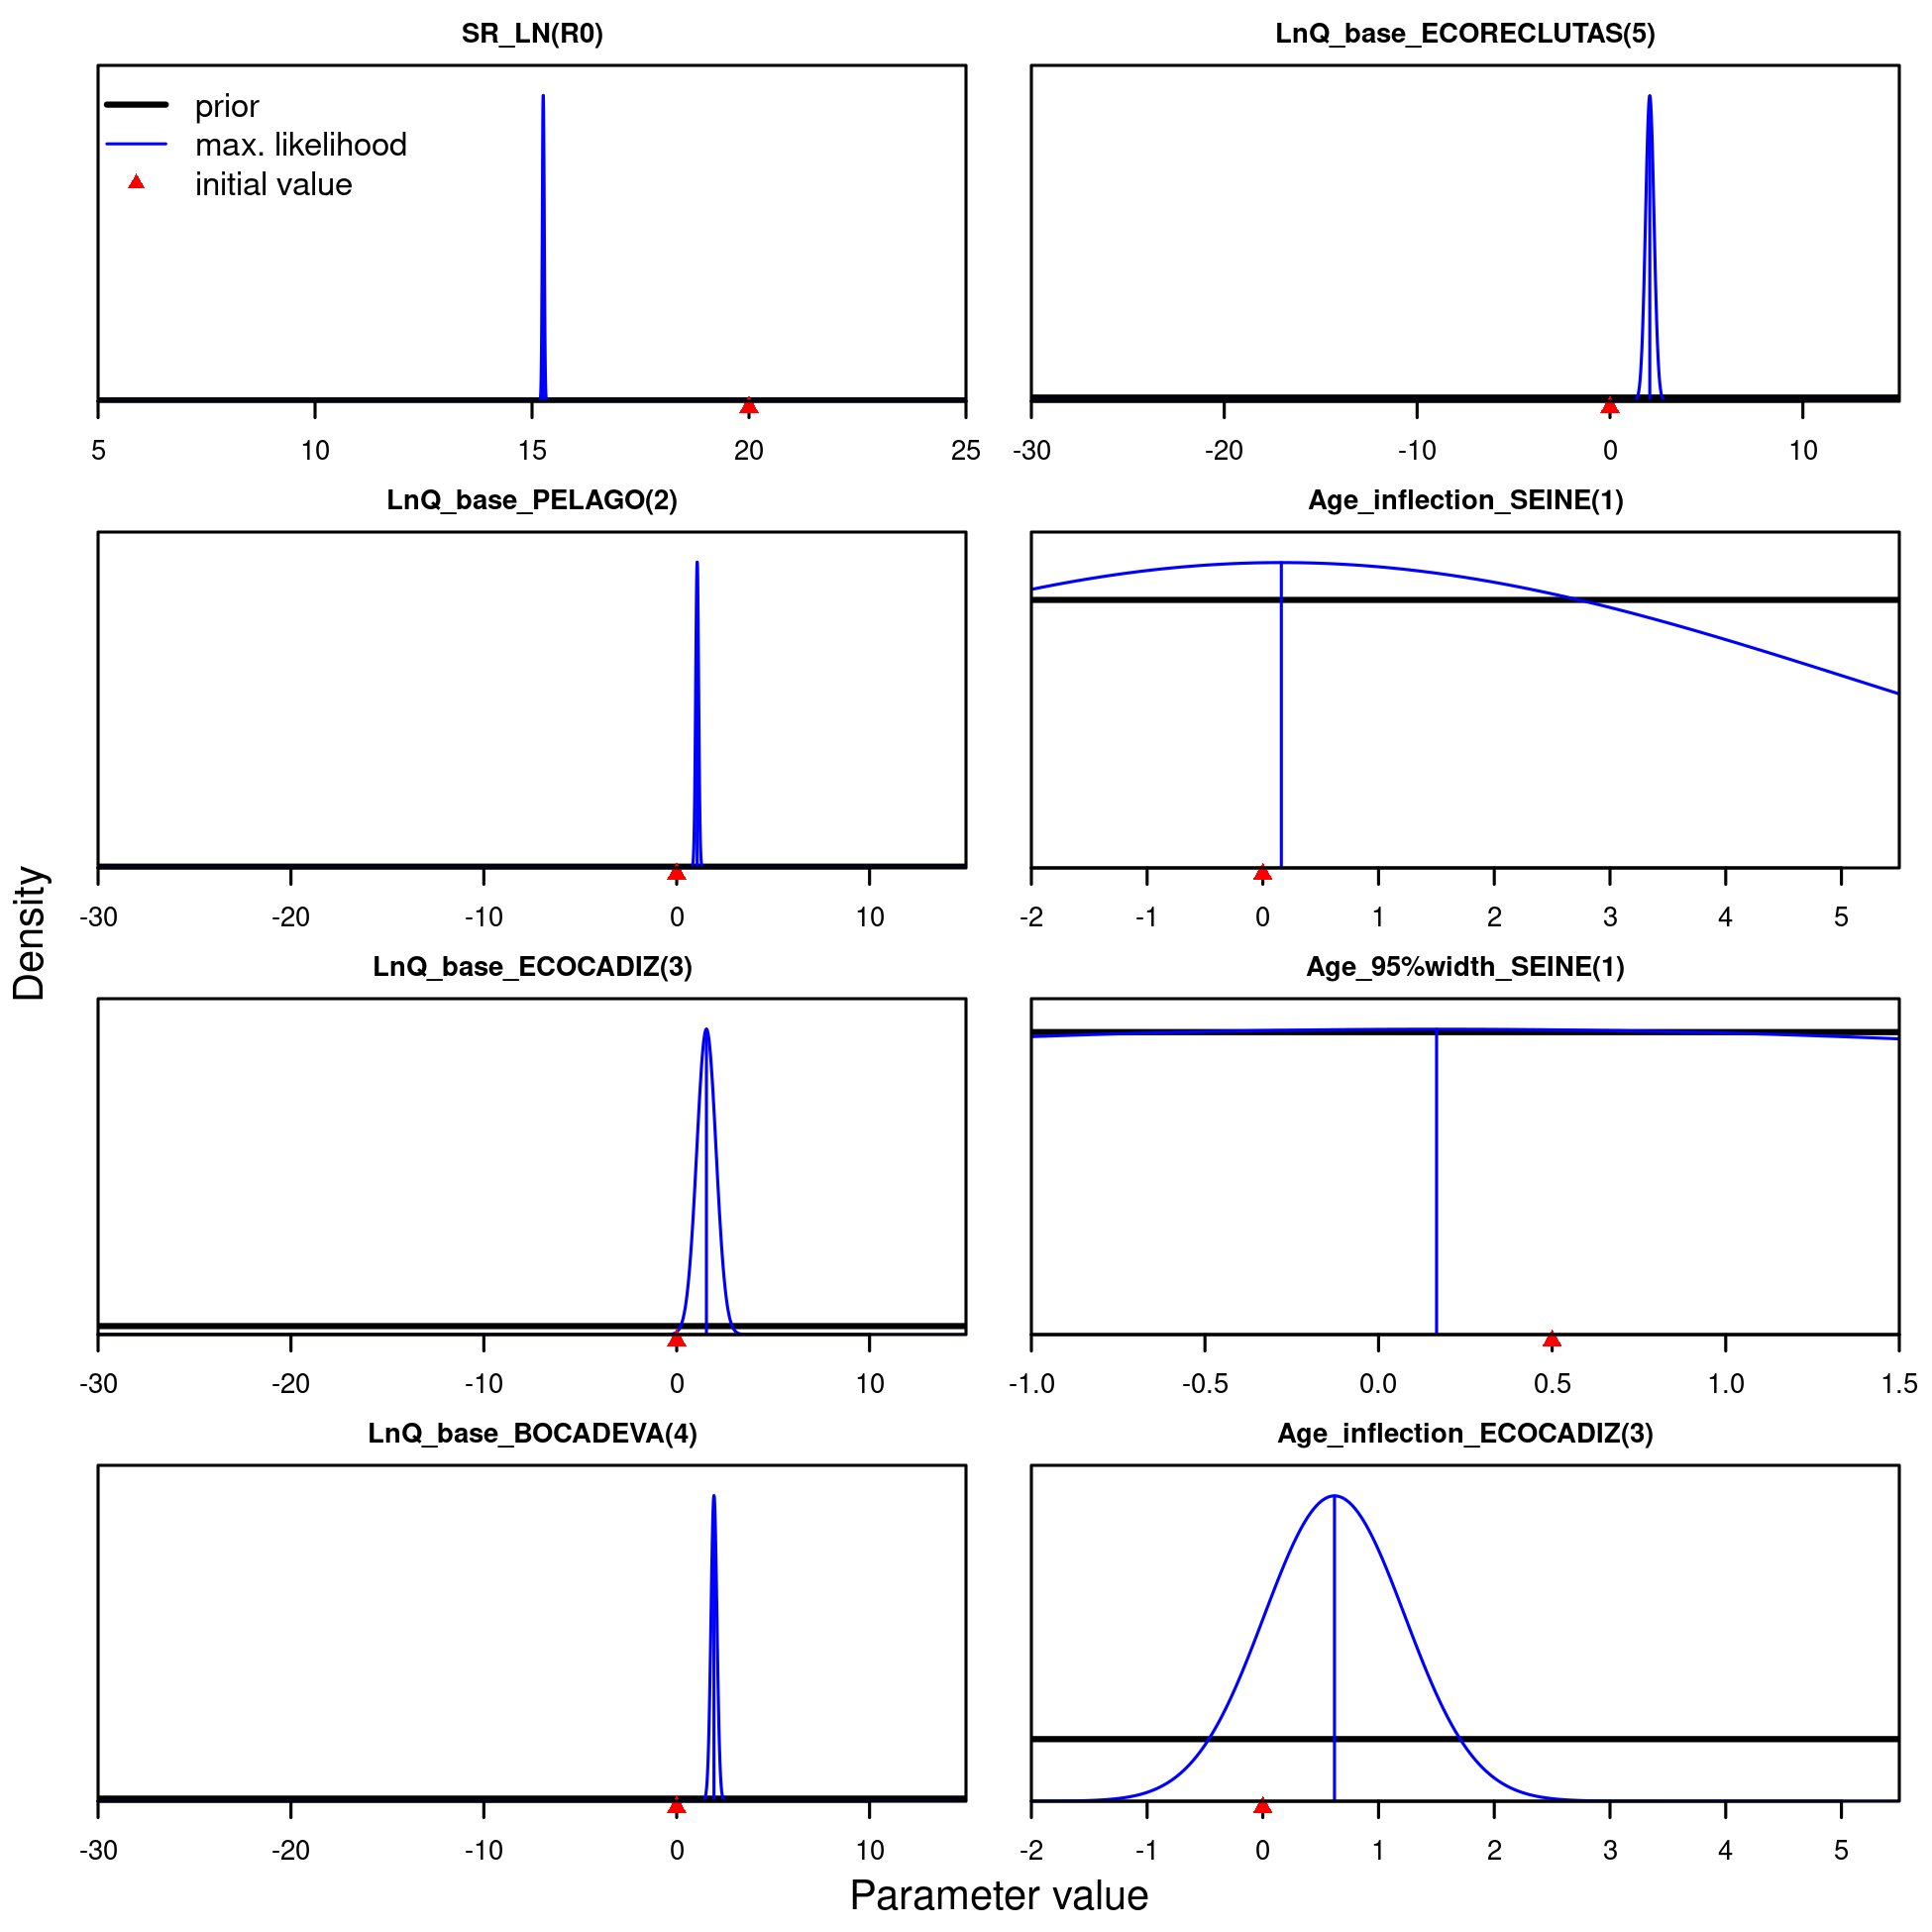 SR_LN(R0)
prior
max. likelihood
initial value
5 10 15 20 25
LnQ_base_ECORECLUTAS(5)
-30 -20 -10 0 10
LnQ_base_PELAGO(2)
-30 -20 -10 0 10
Age_inflection_SEINE(1)
-2 -1 0 1 2 3 4 5
LnQ_base_ECOCADIZ(3)
-30 -20 -10 0 10
Age_95%width_SEINE(1)
-1.0 -0.5 0.0 0.5 1.0 1.5
LnQ_base_BOCADEVA(4)
-30 -20 -10 0 10
Age_inflection_ECOCADIZ(3)
-2 -1 0 1 2 3 4 5
Density
Parameter value